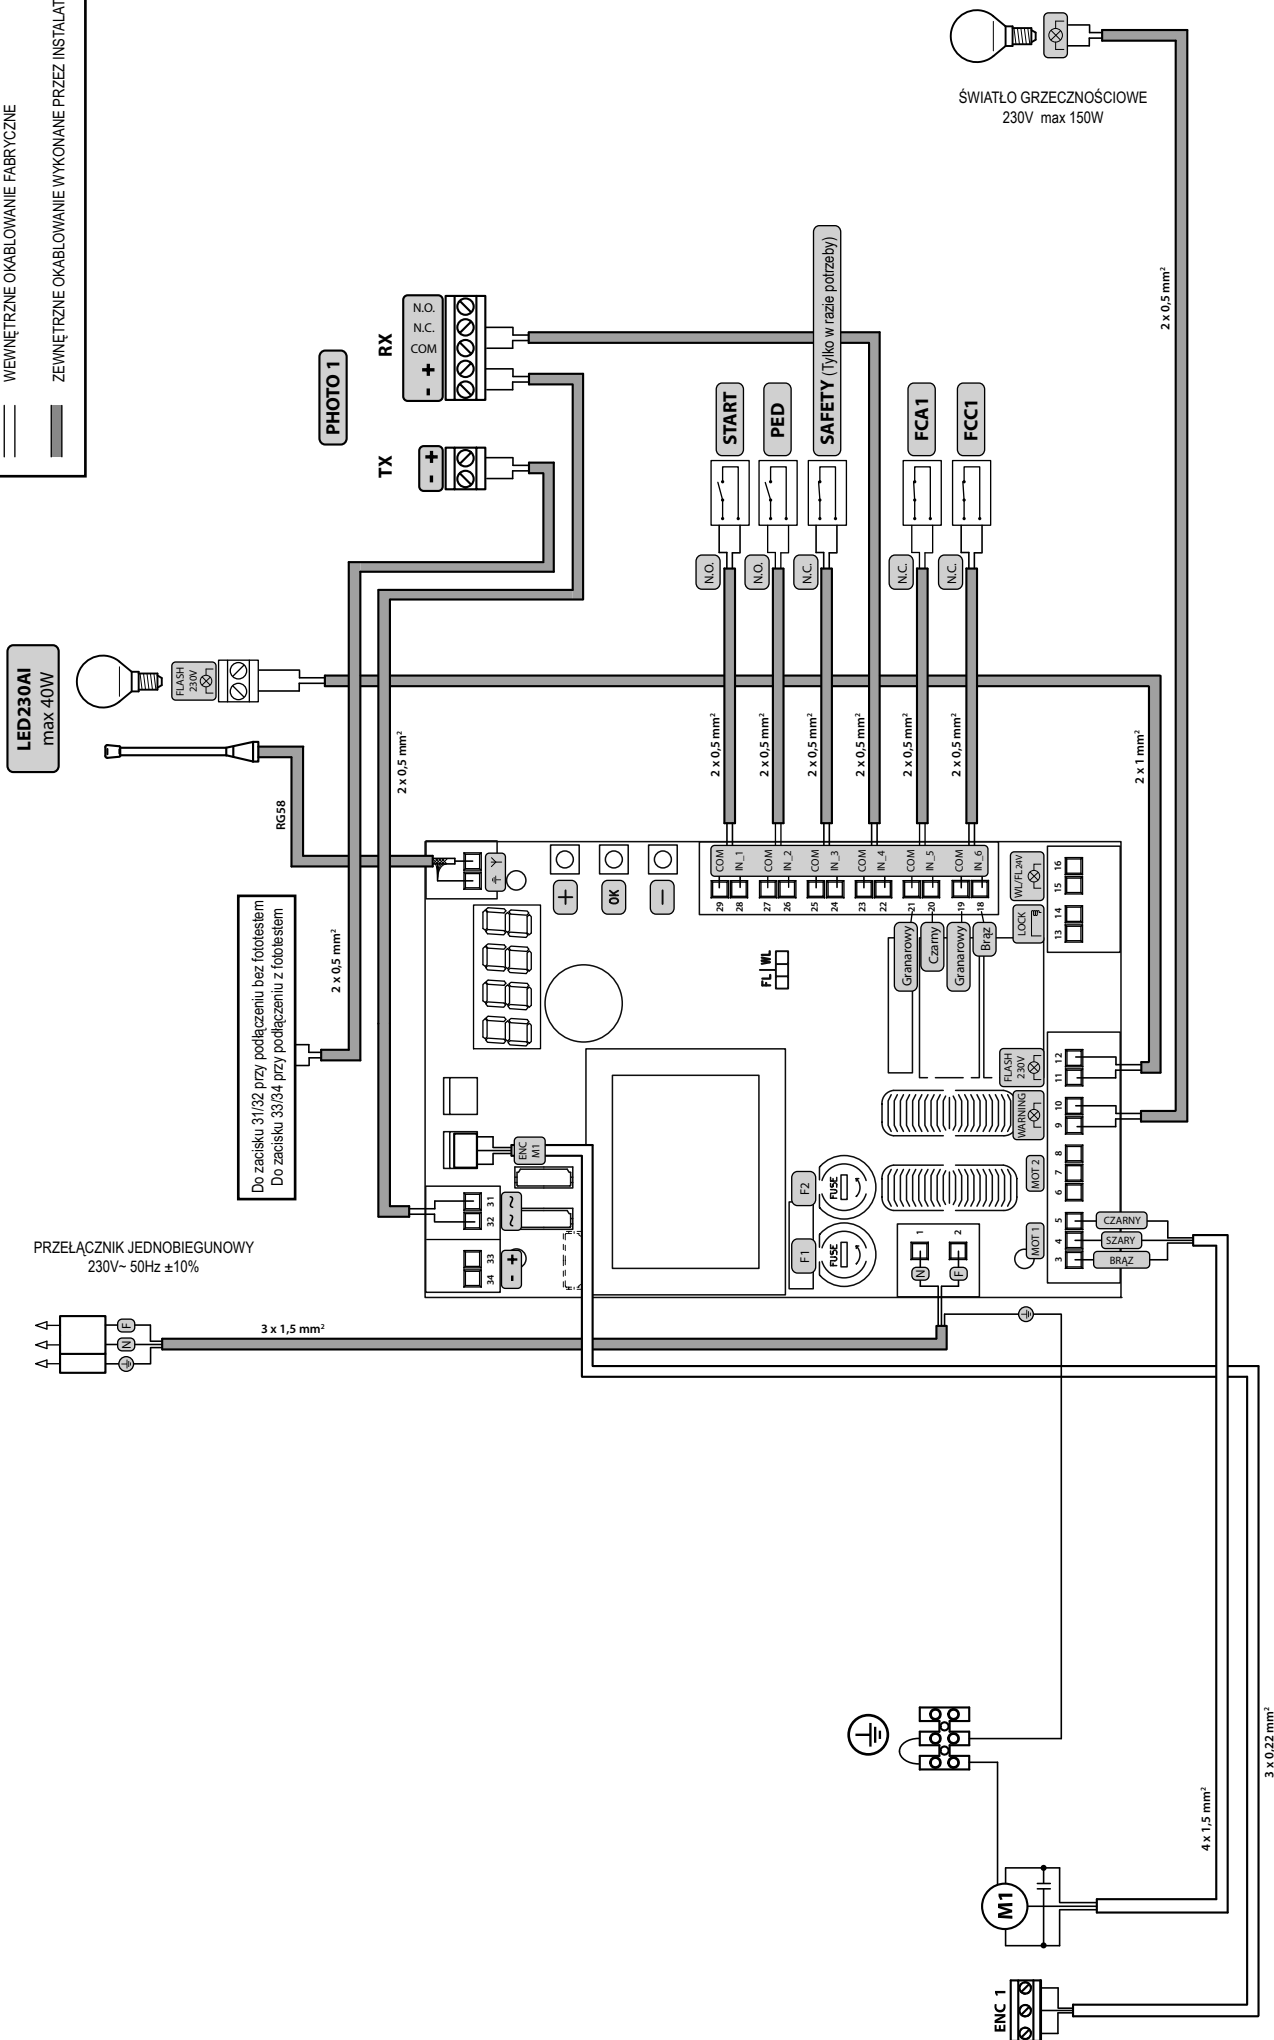 WEWNĘTRZNE OKABLOWANIE FABRYCZNE
ZEWNĘTRZNE OKABLOWANIE WYKONANE PRZEZ
ŚWIATŁO GRZECZNOŚCIOWE
230V max 150W
2 x 0,5 mm²
LED230AI
max 40W
FLASH
230V
RG58
PHOTO 1
TX
- +
RX
- +
COM
N.C.
N.O.
2 x 0,5 mm²
2 x 0,5 mm²
Do zacisku 31/32 przy podłączeniu bez fototestem
Do zacisku 33/34 przy podłączeniu z fototestem
START
PED
SAFETY (Tylko w razie potrzeby)
FCA1
FCC1
N.O.
N.O.
N.C.
N.C.
N.C.
2 x 0,5 mm²
2 x 0,5 mm²
2 x 0,5 mm²
2 x 0,5 mm²
2 x 0,5 mm²
2 x 0,5 mm²
2 x 1 mm²
PRZEŁĄCZNIK JEDNOBIEGUNOWY
230V~ 50Hz ±10%
F
N
3 x 1,5 mm²
+
OK
-
COM
IN_1
COM
IN_2
COM
IN_3
COM
IN_4
COM
IN_5
COM
IN_6
29
28
27
26
25
24
23
22
21
20
19
18
Granarowy
Czarny
Granarowy
Brąz
FL WL
WL/FL 24V
LOCK
16
15
14
13
FLASH
230V
WARNING
MOT 2
MOT 1
12
11
10
9
8
7
6
5
4
3
CZARNY
SZARY
BRĄZ
ENC
M1
31
32
33
34
~ ~
- +
F2
F1
FUSE
FUSE
1
2
N
F
M1
ENC 1
4 x 1,5 mm²
3 x 0,22 mm²